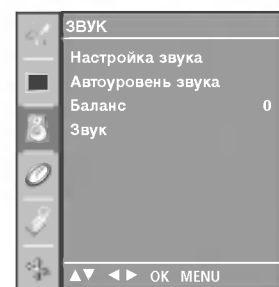 ЗВУК
Настройка звука
Автоуровень звука
Баланс 0
Звук
▲▼ ◄► OK MENU